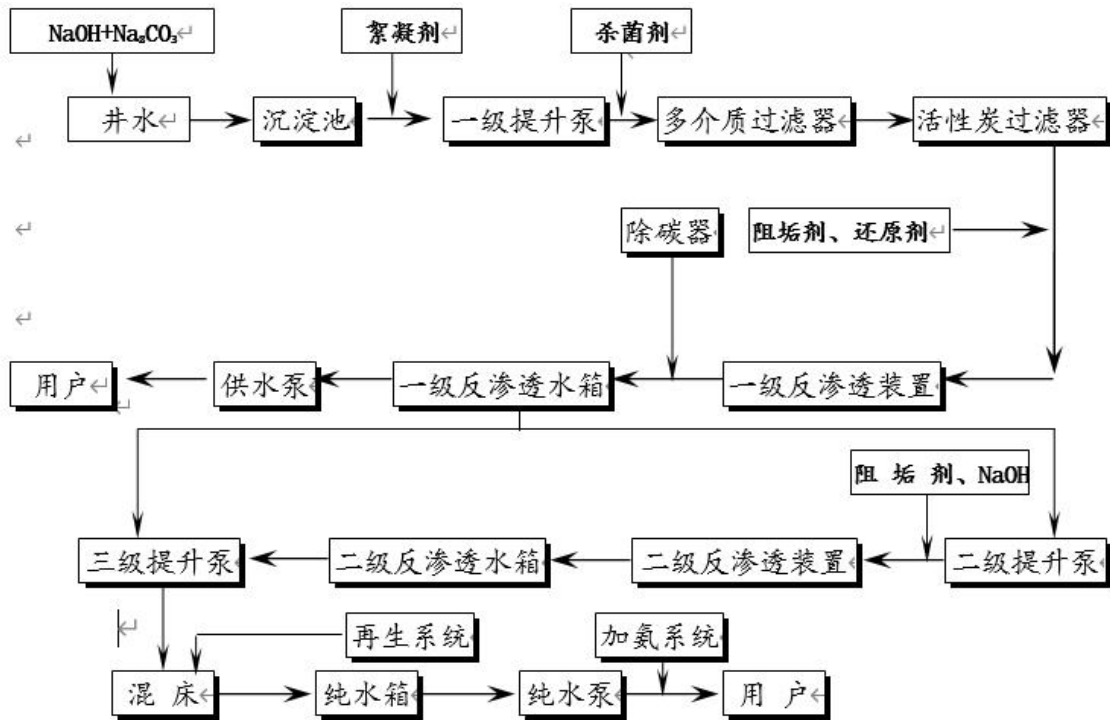 NaOH+Na₂CO₃
絮凝剂
杀菌剂
井水
沉淀池
一级提升泵
多介质过滤器
活性炭过滤器
除碳器
阻垢剂、还原剂
用户
供水泵
一级反渗透水箱
一级反渗透装置
阻 垢 剂、NaOH
三级提升泵
二级反渗透水箱
二级反渗透装置
二级提升泵
再生系统
加氨系统
混 床
纯水箱
纯水泵
用 户